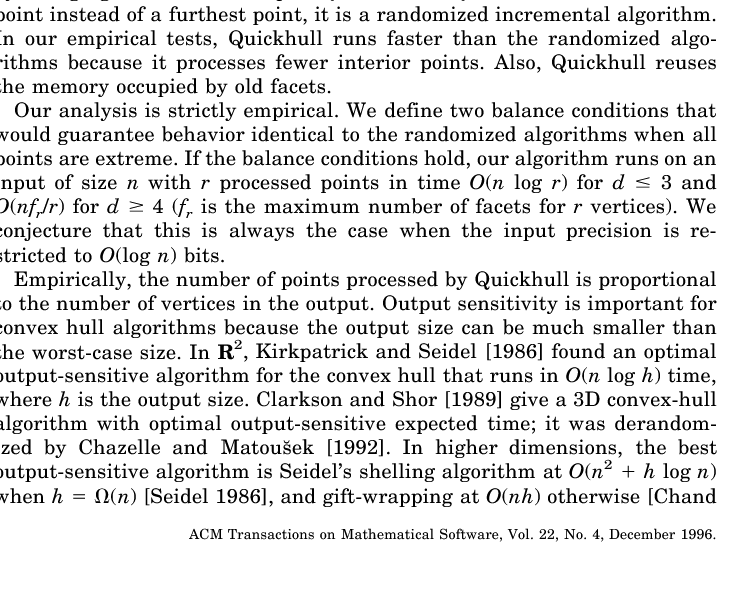 point instead of a furthest point, it is a randomized incremental algorithm.
In our empirical tests, Quickhull runs faster than the randomized algo-
rithms because it processes fewer interior points. Also, Quickhull reuses
the memory occupied by old facets.
Our analysis is strictly empirical. We define two balance conditions that
would guarantee behavior identical to the randomized algorithms when all
points are extreme. If the balance conditions hold, our algorithm runs on an
input of size n with r processed points in time O(n log r) for d ≤ 3 and
O(nfᵣ/r) for d ≥ 4 (fᵣ is the maximum number of facets for r vertices). We
conjecture that this is always the case when the input precision is re-
stricted to O(log n) bits.
Empirically, the number of points processed by Quickhull is proportional
to the number of vertices in the output. Output sensitivity is important for
convex hull algorithms because the output size can be much smaller than
the worst-case size. In R², Kirkpatrick and Seidel [1986] found an optimal
output-sensitive algorithm for the convex hull that runs in O(n log h) time,
where h is the output size. Clarkson and Shor [1989] give a 3D convex-hull
algorithm with optimal output-sensitive expected time; it was derandom-
ized by Chazelle and Matoušek [1992]. In higher dimensions, the best
output-sensitive algorithm is Seidel's shelling algorithm at O(n² + h log n)
when h = Ω(n) [Seidel 1986], and gift-wrapping at O(nh) otherwise [Chand
ACM Transactions on Mathematical Software, Vol. 22, No. 4, December 1996.